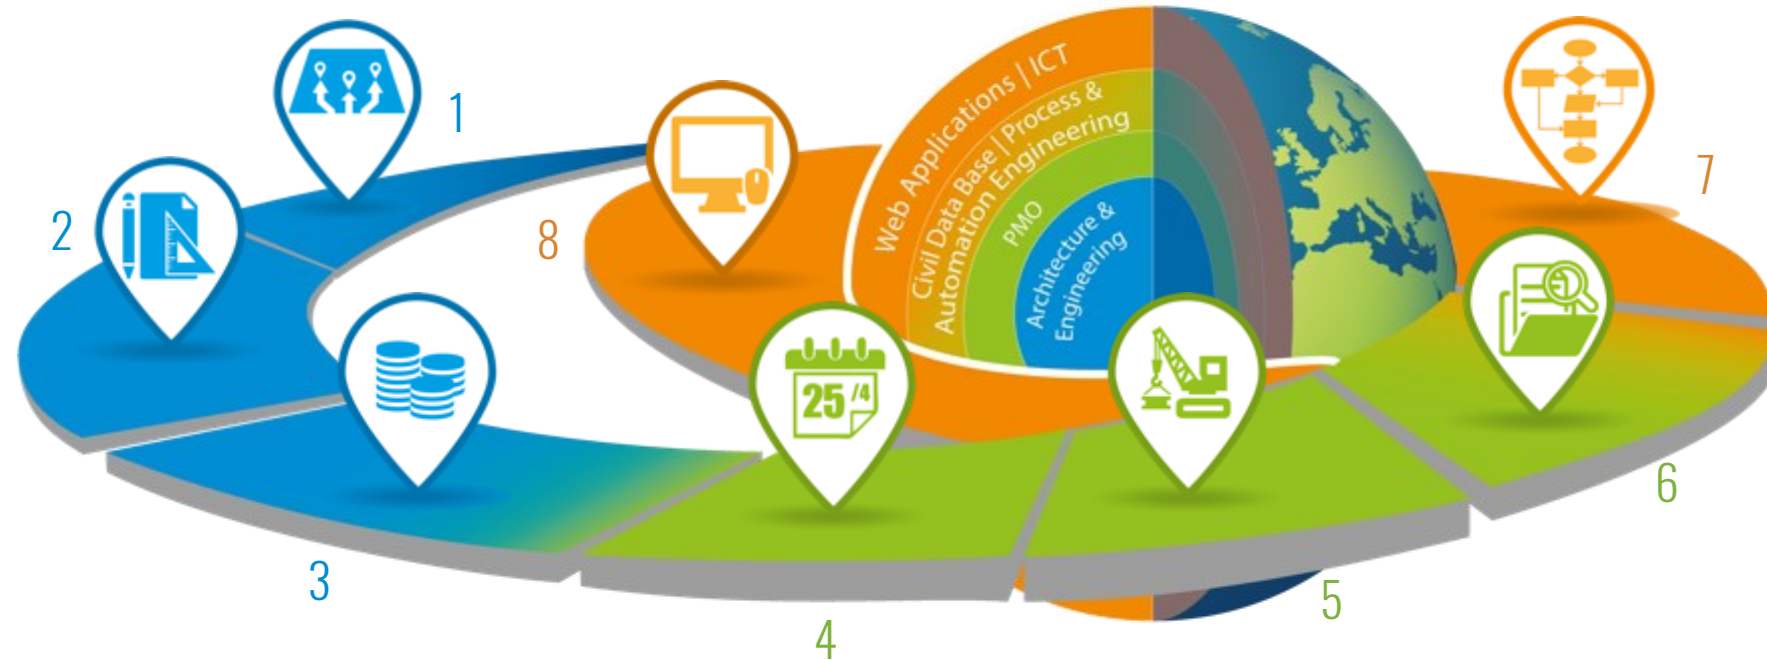 1
2
3
4
5
6
7
8
Web Applications | ICT
Civil Data Base | Process &
Automation Engineering
PMO
Architecture &
Engineering
25 /4